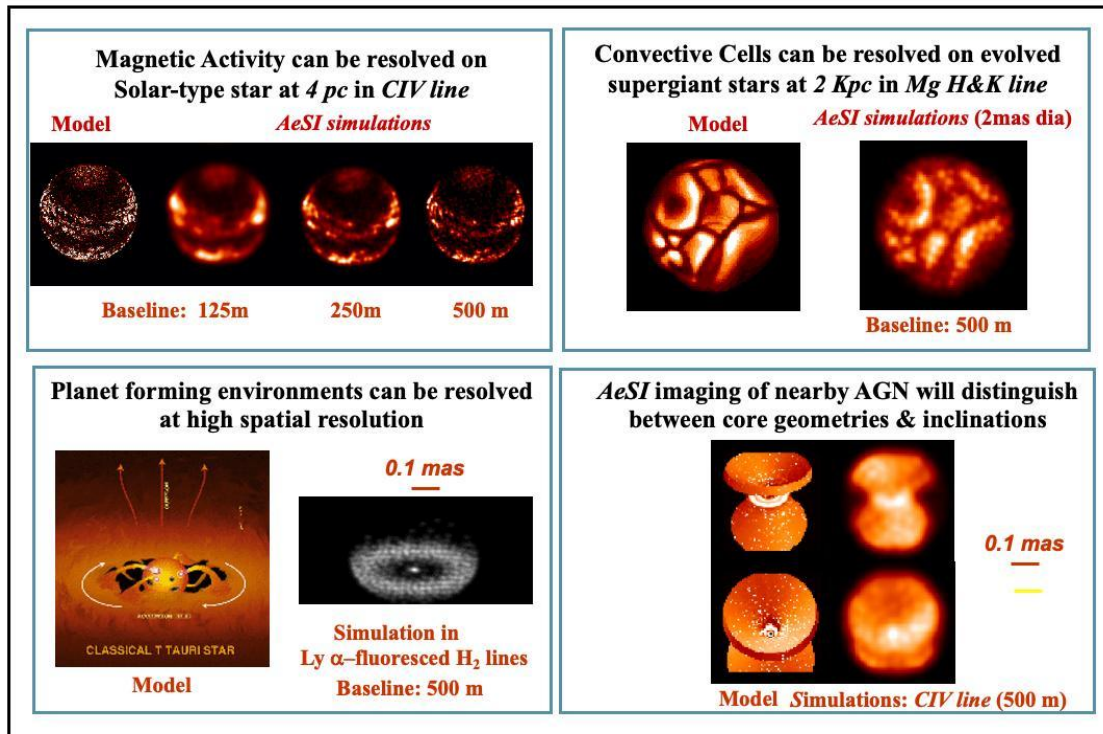 Magnetic Activity can be resolved on
Solar-type star at 4 pc in CIV line
Model AeSI simulations
Baseline: 125m 250m 500 m
Convective Cells can be resolved on evolved
supergiant stars at 2 Kpc in Mg H&K line
Model AeSI simulations (2mas dia)
Baseline: 500 m
Planet forming environments can be resolved
at high spatial resolution
0.1 mas
CLASSICAL T TAURI STAR
Model
Simulation in
Ly α–fluoresced H₂ lines
Baseline: 500 m
AeSI imaging of nearby AGN will distinguish
between core geometries & inclinations
0.1 mas
Model Simulations: CIV line (500 m)